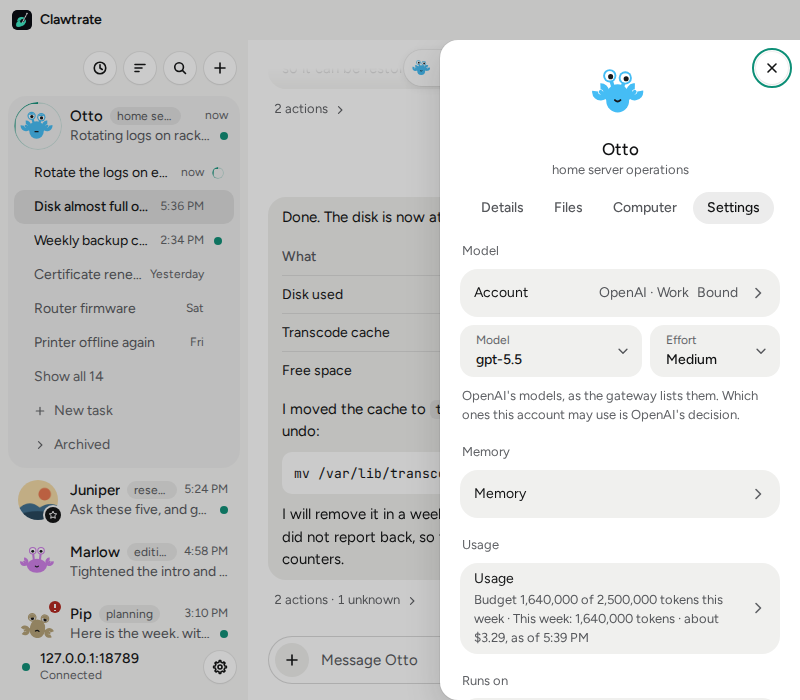 Clawtrate
Otto home se... now
Rotating logs on rack...
Rotate the logs on e... now
Disk almost full o... 5:36 PM
Weekly backup c... 2:34 PM
Certificate rene... Yesterday
Router firmware Sat
Printer offline again Fri
Show all 14
+ New task
Archived
Juniper rese... 5:24 PM
Ask these five, and g...
Marlow editi... 4:58 PM
Tightened the intro and ...
Pip planning 3:10 PM
Here is the week. wit...
127.0.0.1:18789
Connected
2 actions
Done. The disk is now at
What
Disk used
Transcode cache
Free space
I moved the cache to
undo:
mv /var/lib/transc
I will remove it in a week
did not report back, so
counters.
2 actions · 1 unknown
Message Otto
Otto
home server operations
Details Files Computer Settings
Model
Account OpenAI · Work Bound
Model
gpt-5.5
Effort
Medium
OpenAI's models, as the gateway lists them. Which
ones this account may use is OpenAI's decision.
Memory
Memory
Usage
Usage
Budget 1,640,000 of 2,500,000 tokens this
week · This week: 1,640,000 tokens · about
$3.29, as of 5:39 PM
Runs on